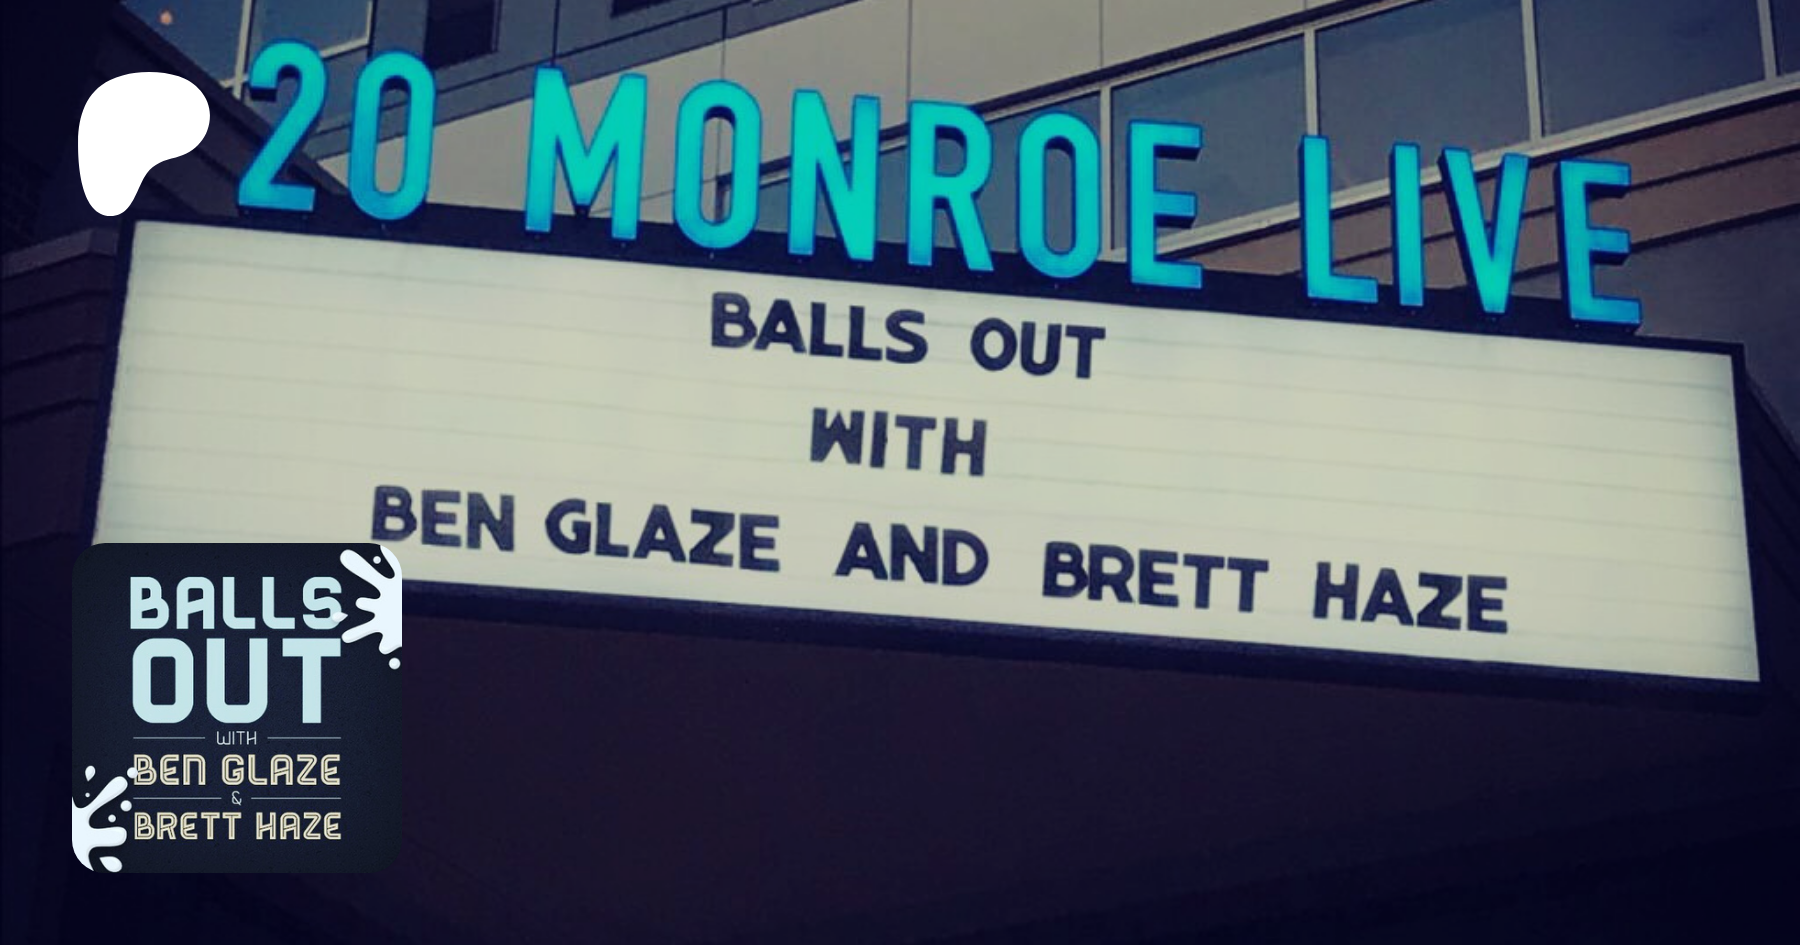 20 MONROE LIVE
BALLS OUT
WITH
BEN GLAZE AND BRETT HAZE
BALLS
OUT
WITH
BEN GLAZE
&
BRETT HAZE